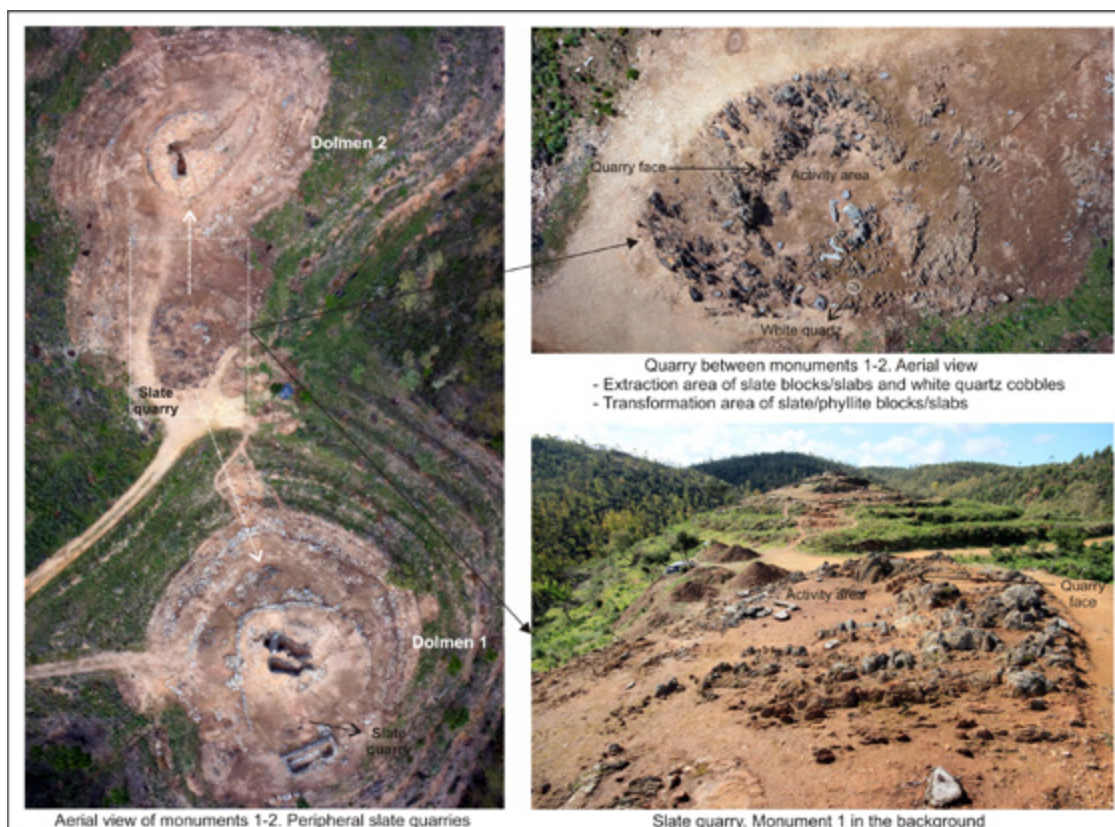 Dolmen 2
Slate
quarry
Dolmen 1
Slate
quarry
Aerial view of monuments 1-2. Peripheral slate quarries
Quarry face
Activity area
White quartz
Quarry between monuments 1-2. Aerial view
- Extraction area of slate blocks/slabs and white quartz cobbles
- Transformation area of slate/phyllite blocks/slabs
Activity area
Quarry
face
Slate quarry. Monument 1 in the background